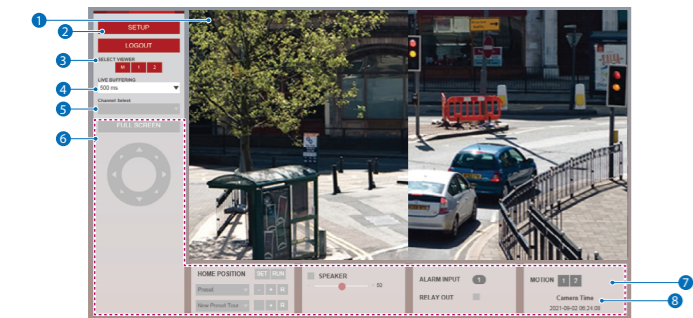 1
SETUP
2
LOGOUT
3
SELECT VIEWER
M 1 2
LIVE BUFFERING
4
500 ms
Channel Select
5
6
FULL SCREEN
HOME POSITION SET RUN
Preset - + R
New Preset Tour - + R
SPEAKER
50
ALARM INPUT 1
RELAY OUT
MOTION 1 2
7
Camera Time
8
2021-09-02 06:24:08